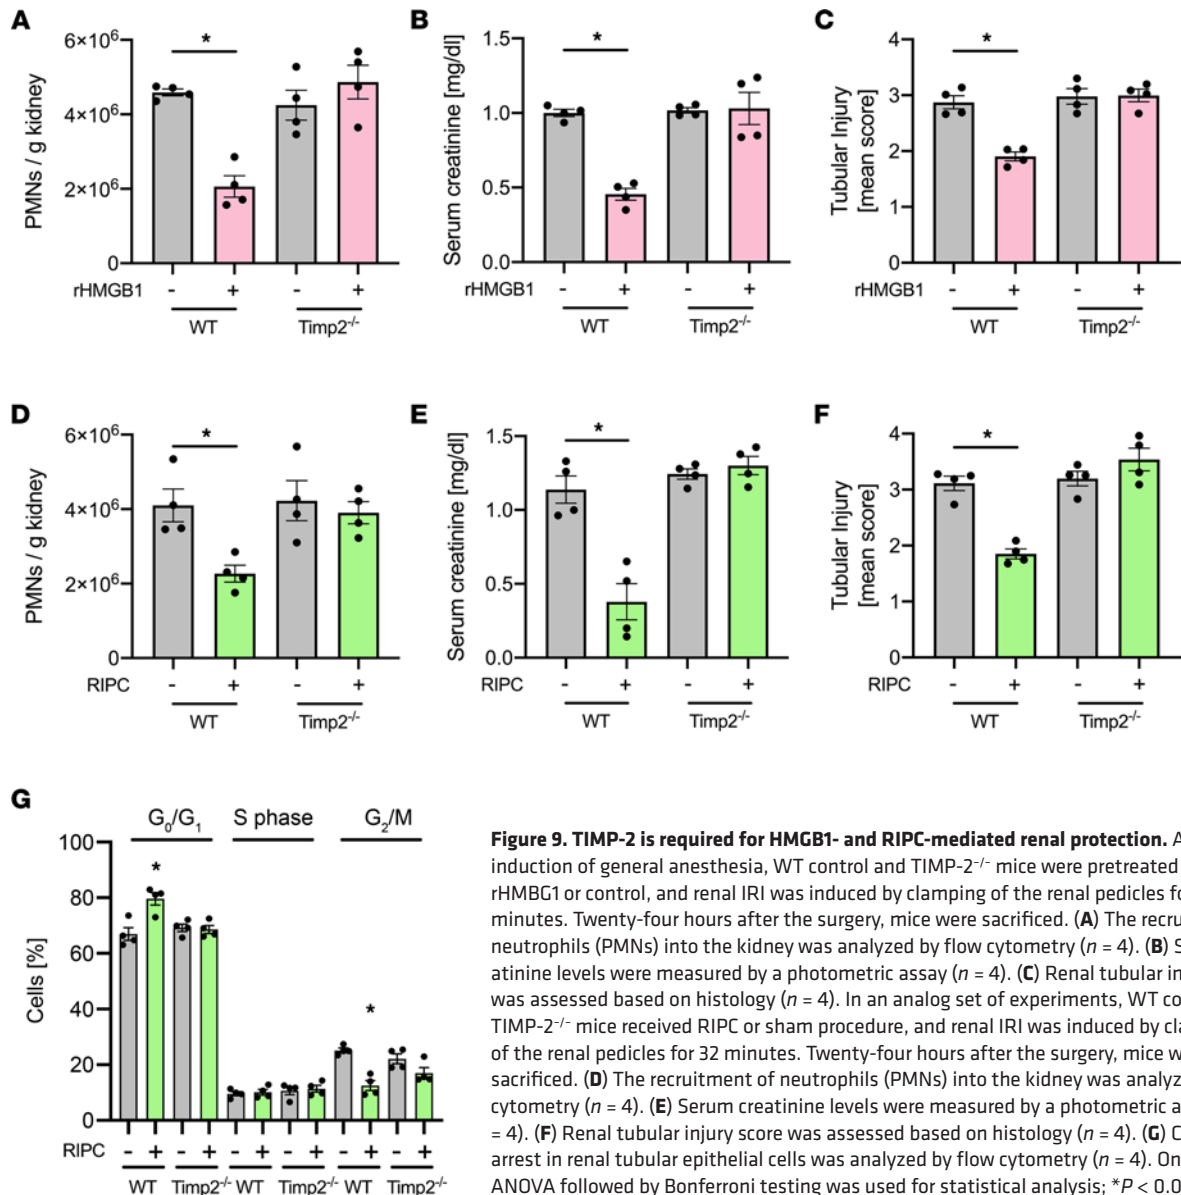 A
6×10⁶
4×10⁶
2×10⁶
0
PMNs / g kidney
*
rHMGB1 - + - +
WT Timp2⁻/⁻
B
1.5
1.0
0.5
0.0
Serum creatinine [mg/dl]
*
rHMGB1 - + - +
WT Timp2⁻/⁻
C
4
3
2
1
0
Tubular Injury
[mean score]
*
rHMGB1 - + - +
WT Timp2⁻/⁻
D
6×10⁶
4×10⁶
2×10⁶
0
PMNs / g kidney
*
RIPC - + - +
WT Timp2⁻/⁻
E
1.5
1.0
0.5
0.0
Serum creatinine [mg/dl]
*
RIPC - + - +
WT Timp2⁻/⁻
F
4
3
2
1
0
Tubular Injury
[mean score]
*
RIPC - + - +
WT Timp2⁻/⁻
G
G₀/G₁ S phase G₂/M
100
80
60
40
20
0
Cells [%]
* *
RIPC - + - + - + - + - + - +
WT Timp2⁻/⁻ WT Timp2⁻/⁻ WT Timp2⁻/⁻
Figure 9. TIMP-2 is required for HMGB1- and RIPC-mediated renal protection. A
induction of general anesthesia, WT control and TIMP-2⁻/⁻ mice were pretreated
rHMBG1 or control, and renal IRI was induced by clamping of the renal pedicles fo
minutes. Twenty-four hours after the surgery, mice were sacrificed. (A) The recru
neutrophils (PMNs) into the kidney was analyzed by flow cytometry (n = 4). (B) S
atinine levels were measured by a photometric assay (n = 4). (C) Renal tubular in
was assessed based on histology (n = 4). In an analog set of experiments, WT co
TIMP-2⁻/⁻ mice received RIPC or sham procedure, and renal IRI was induced by cla
of the renal pedicles for 32 minutes. Twenty-four hours after the surgery, mice w
sacrificed. (D) The recruitment of neutrophils (PMNs) into the kidney was analyz
cytometry (n = 4). (E) Serum creatinine levels were measured by a photometric a
= 4). (F) Renal tubular injury score was assessed based on histology (n = 4). (G) C
arrest in renal tubular epithelial cells was analyzed by flow cytometry (n = 4). On
ANOVA followed by Bonferroni testing was used for statistical analysis; *P < 0.0